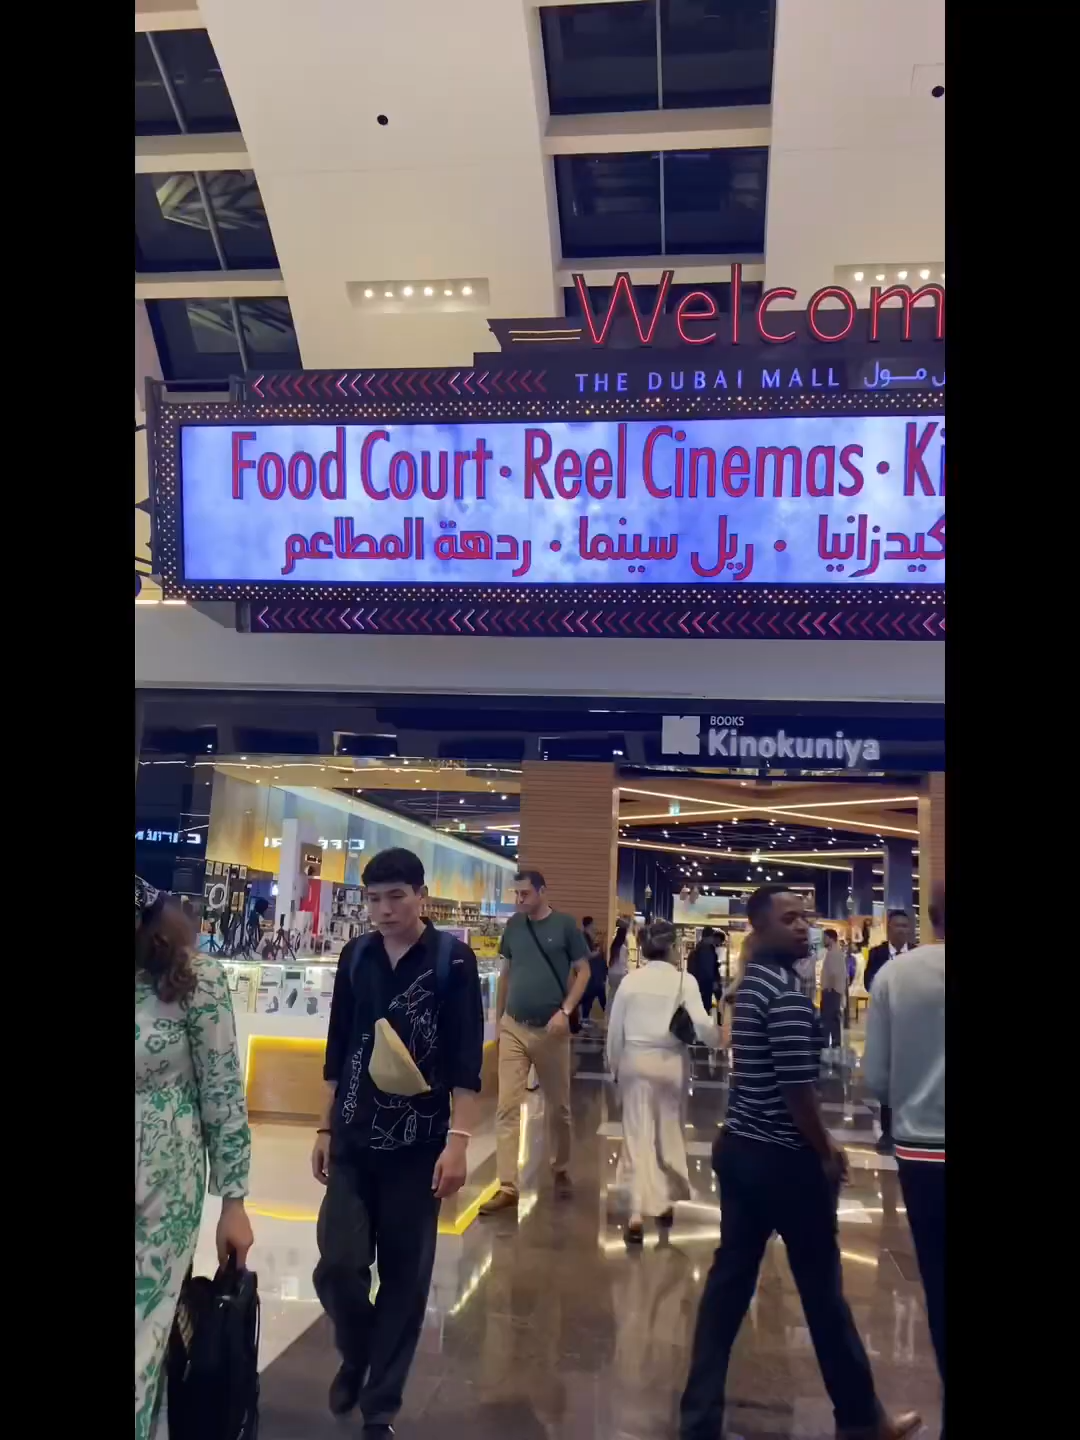 Welcom
THE DUBAI MALL
Food Court · Reel Cinemas · Ki
ردهة المطاعم · ريل سينما · كيدزانيا
BOOKS
Kinokuniya